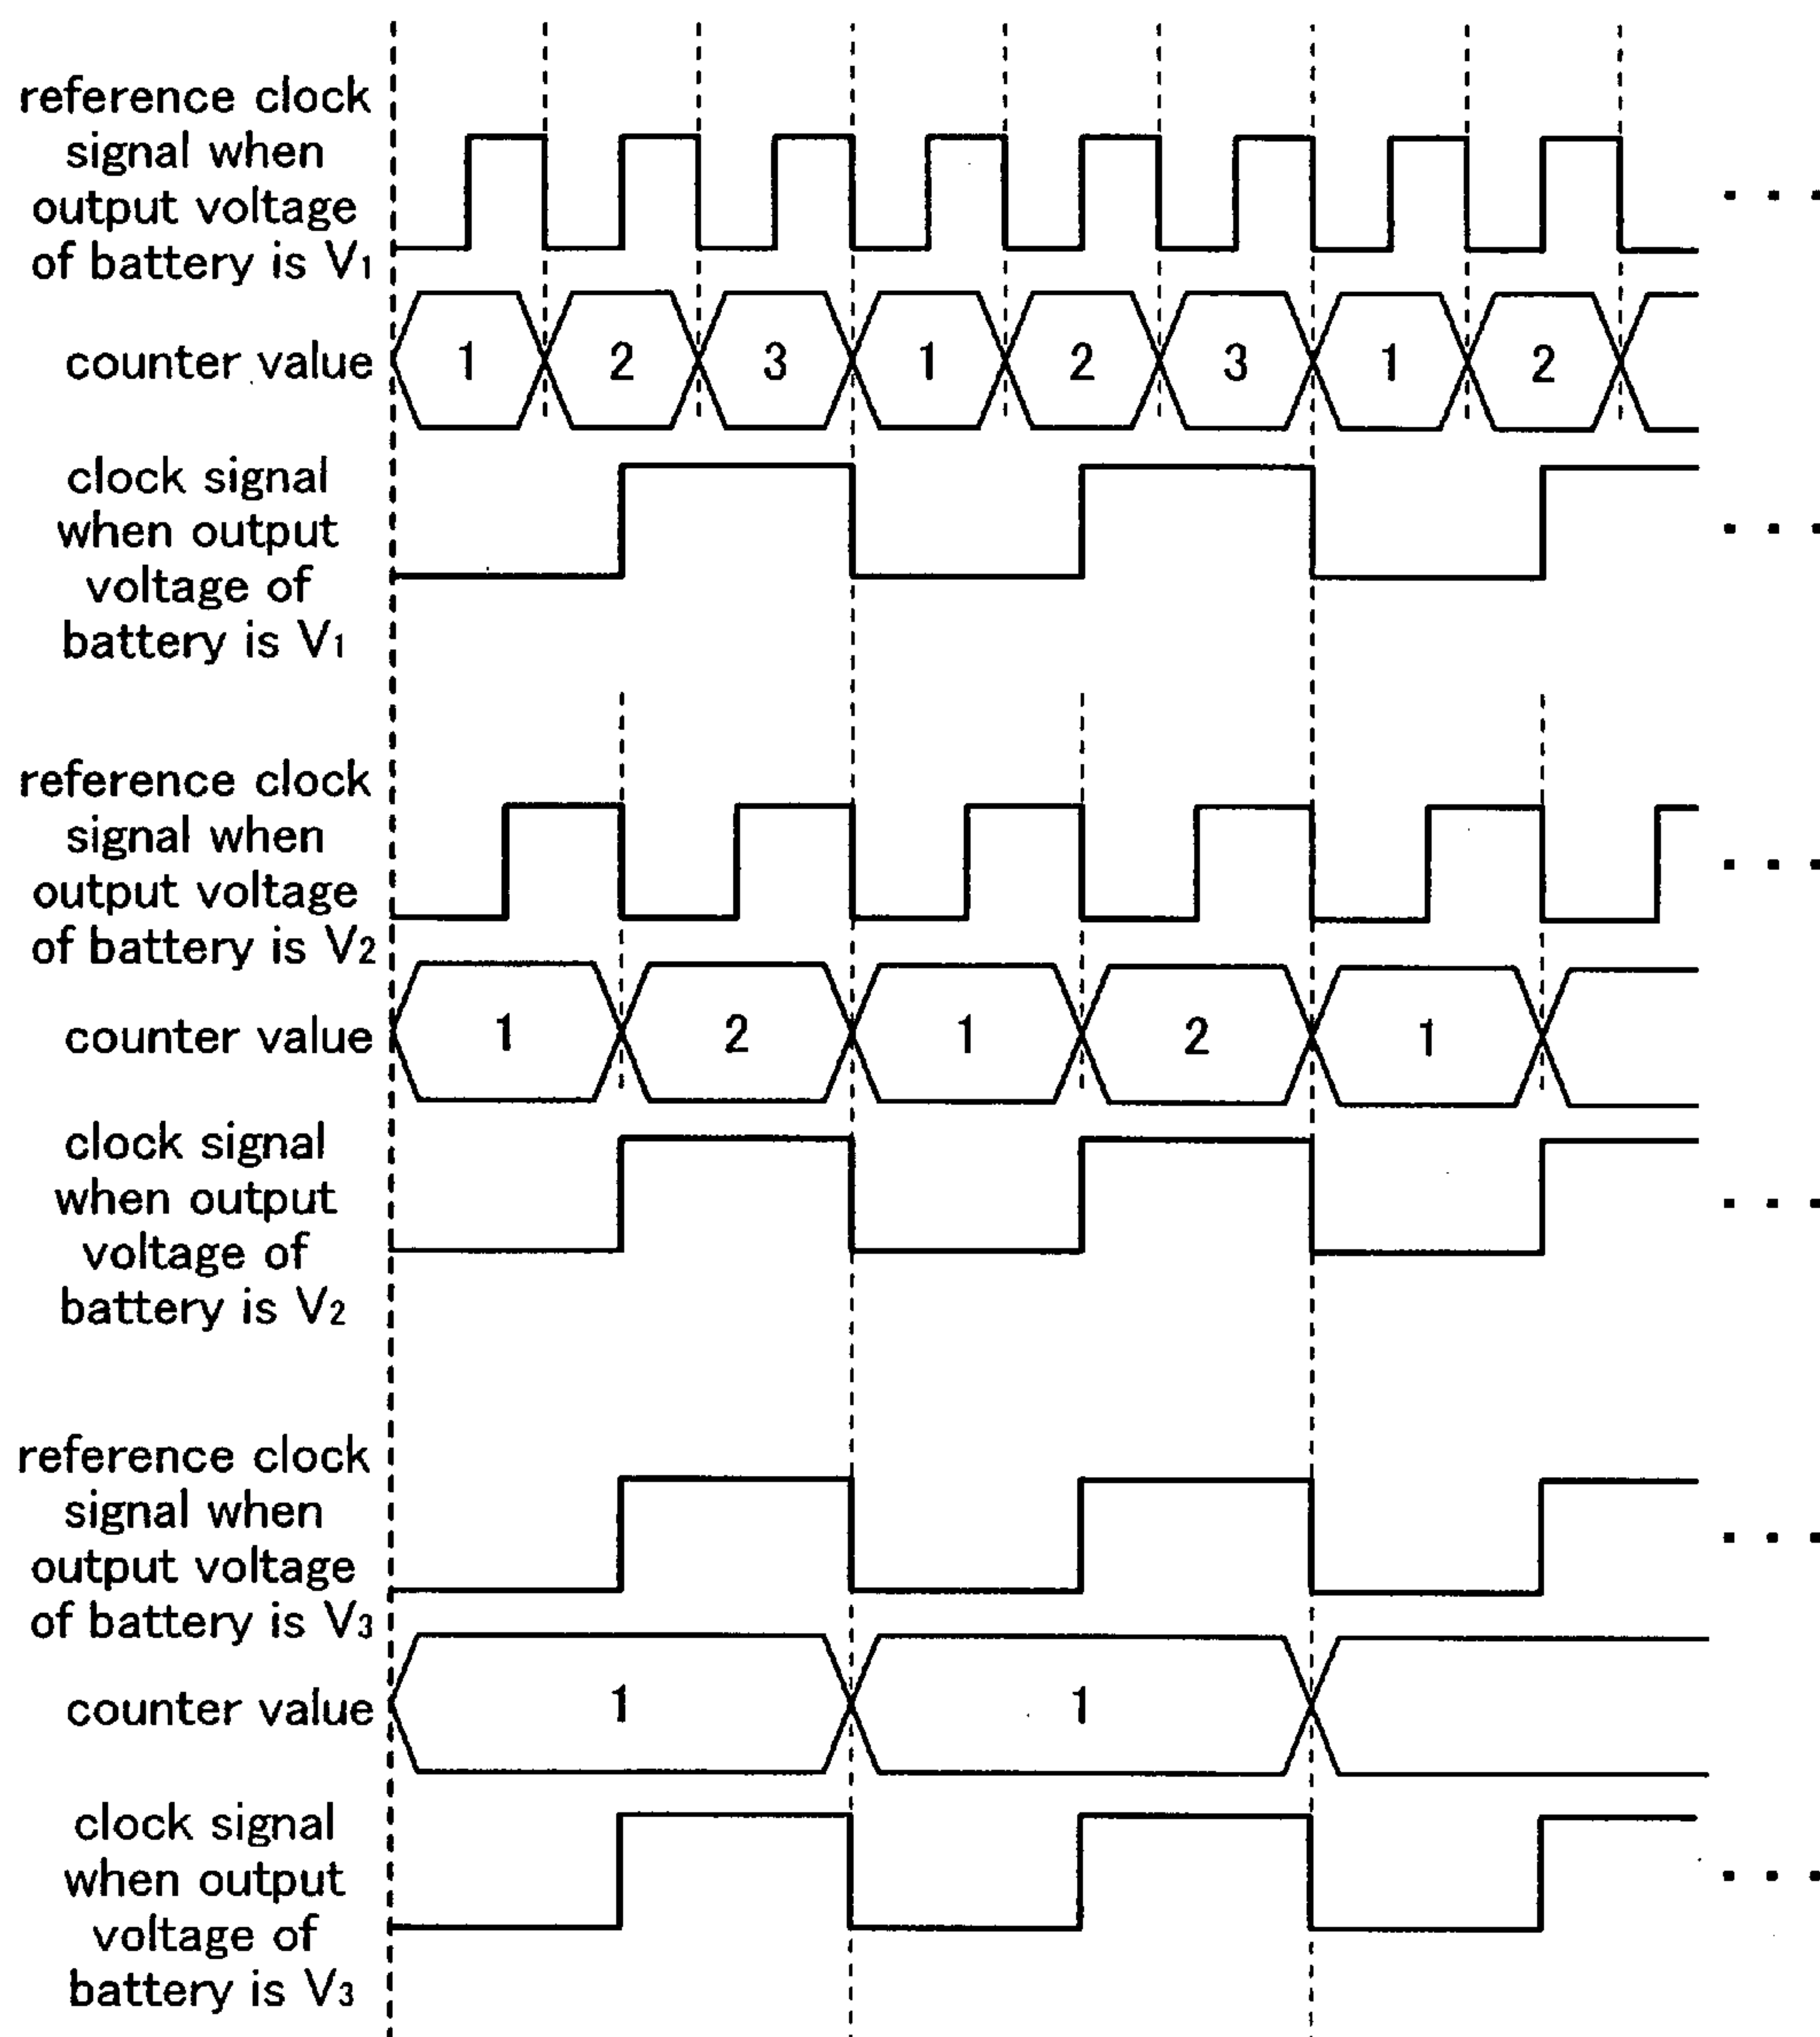 reference clock
signal when
output voltage
of battery is V1
counter value 1 2 3 1 2 3 1 2
clock signal
when output
voltage of
battery is V1
reference clock
signal when
output voltage
of battery is V2
counter value 1 2 1 2 1
clock signal
when output
voltage of
battery is V2
reference clock
signal when
output voltage
of battery is V3
counter value 1 1
clock signal
when output
voltage of
battery is V3